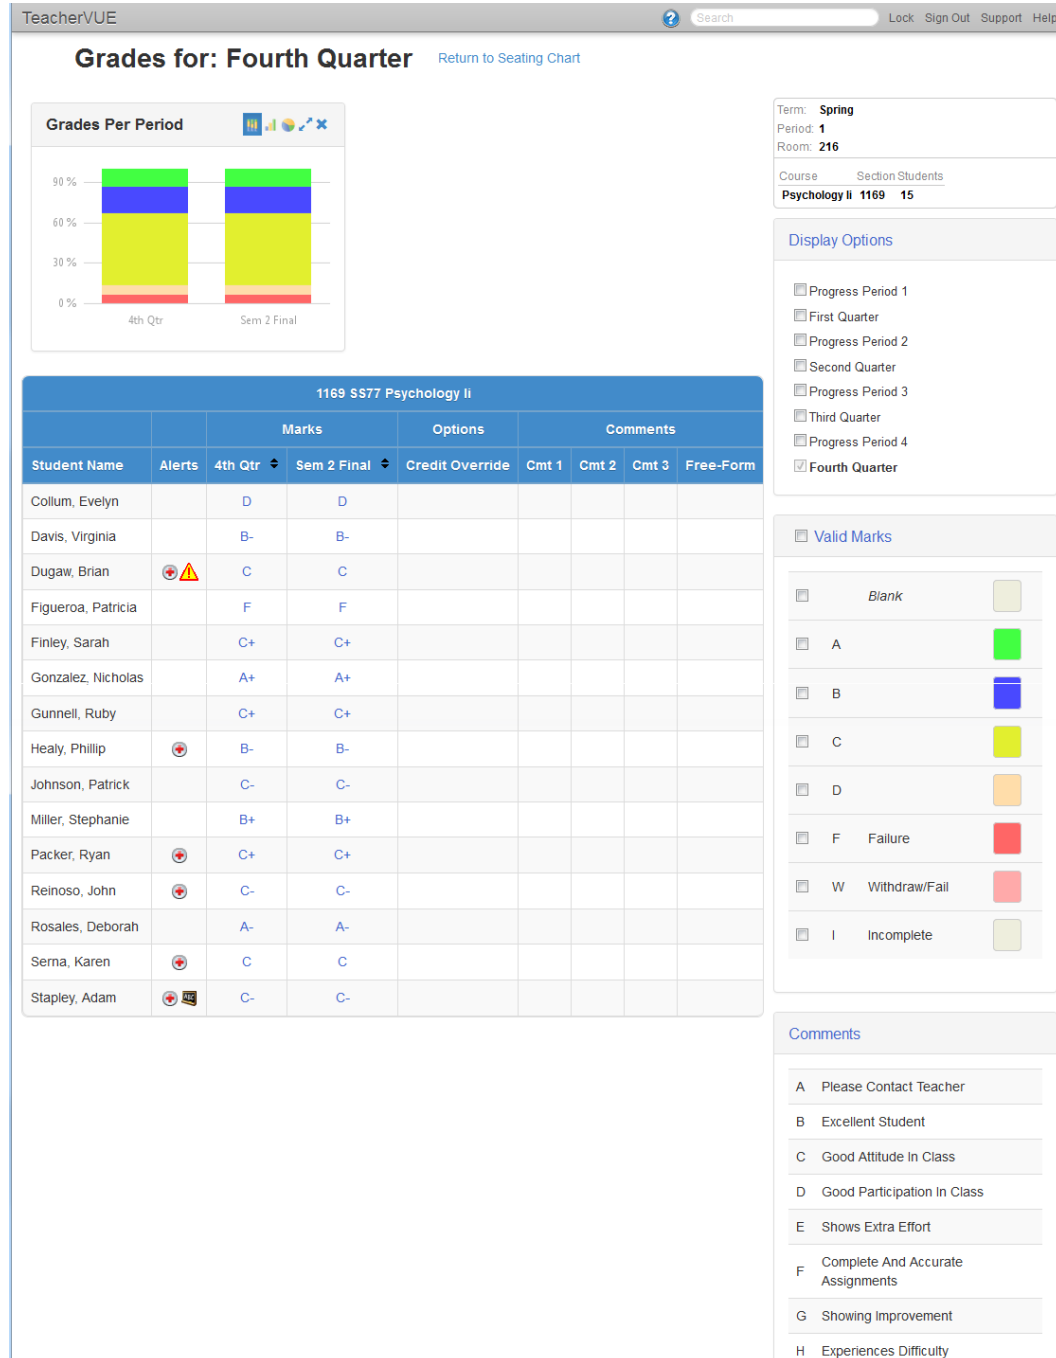 TeacherVUE
Search
Lock Sign Out Support Help
Grades for: Fourth Quarter
Return to Seating Chart
Grades Per Period
90 %
60 %
30 %
0 %
4th Qtr
Sem 2 Final
Term: Spring
Period: 1
Room: 216
Course Section Students
Psychology Ii 1169 15
Display Options
Progress Period 1
First Quarter
Progress Period 2
Second Quarter
Progress Period 3
Third Quarter
Progress Period 4
Fourth Quarter
1169 SS77 Psychology Ii
Marks Options Comments
Student Name Alerts 4th Qtr Sem 2 Final Credit Override Cmt 1 Cmt 2 Cmt 3 Free-Form
Collum, Evelyn D D
Davis, Virginia B- B-
Dugaw, Brian C C
Figueroa, Patricia F F
Finley, Sarah C+ C+
Gonzalez, Nicholas A+ A+
Gunnell, Ruby C+ C+
Healy, Phillip B- B-
Johnson, Patrick C- C-
Miller, Stephanie B+ B+
Packer, Ryan C+ C+
Reinoso, John C- C-
Rosales, Deborah A- A-
Serna, Karen C C
Stapley, Adam ABC C- C-
Valid Marks
Blank
A
B
C
D
F Failure
W Withdraw/Fail
I Incomplete
Comments
A Please Contact Teacher
B Excellent Student
C Good Attitude In Class
D Good Participation In Class
E Shows Extra Effort
F Complete And Accurate
Assignments
G Showing Improvement
H Experiences Difficulty